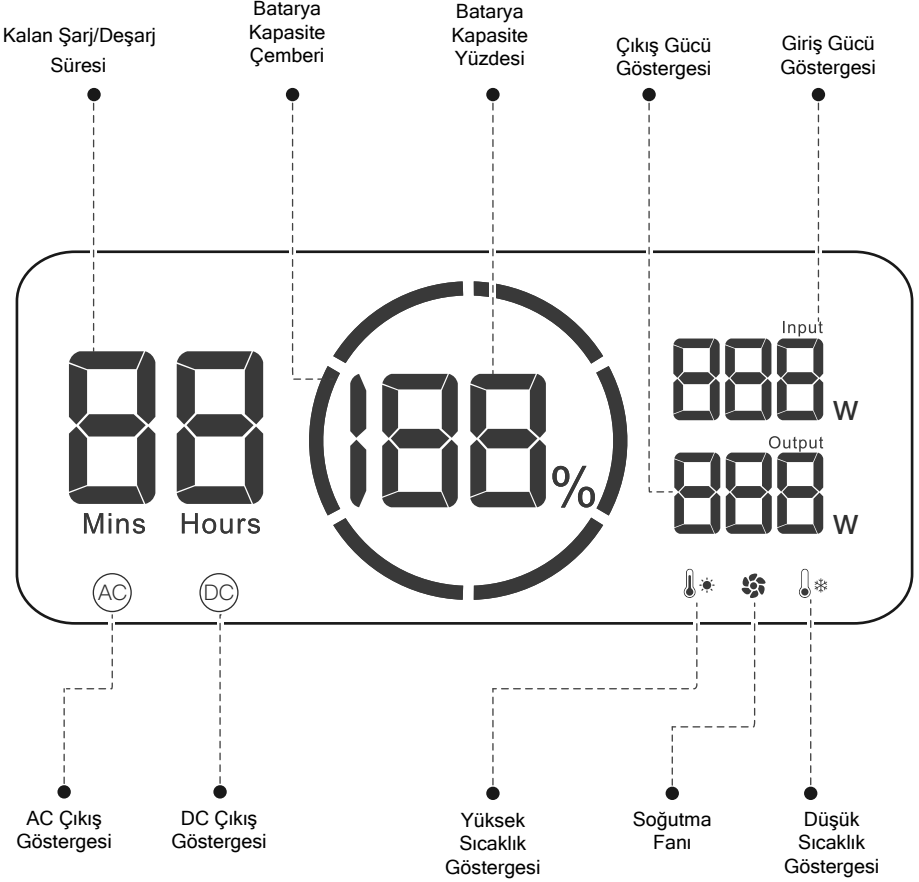 Kalan Şarj/Deşarj
Süresi
Batarya
Kapasite
Çemberi
Batarya
Kapasite
Yüzdesi
Çıkış Gücü
Göstergesi
Giriş Gücü
Göstergesi
88
Mins Hours
188%
Input
888 W
Output
888 W
AC DC
AC Çıkış
Göstergesi
DC Çıkış
Göstergesi
Yüksek
Sıcaklık
Göstergesi
Soğutma
Fanı
Düşük
Sıcaklık
Göstergesi